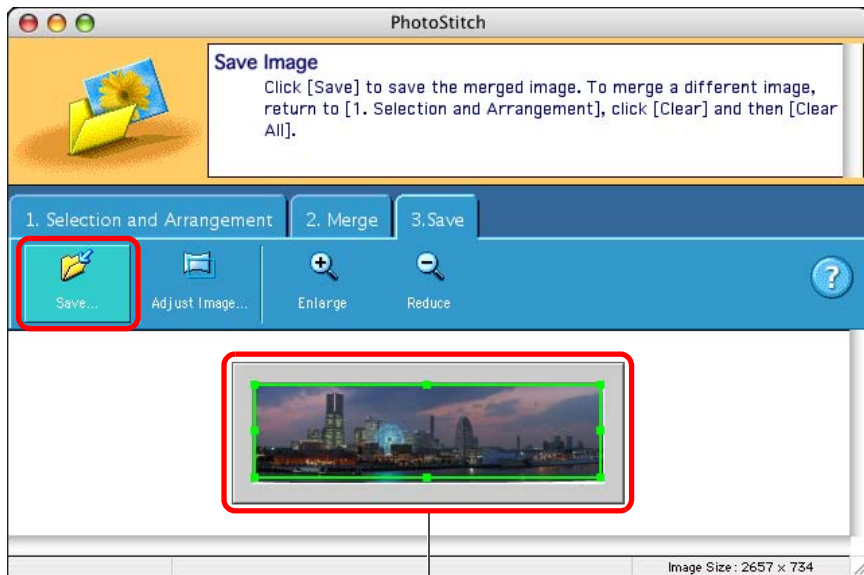 PhotoStitch
Save Image
Click [Save] to save the merged image. To merge a different image,
return to [1. Selection and Arrangement], click [Clear] and then [Clear
All].
1. Selection and Arrangement
2. Merge
3.Save
Save...
Adjust Image...
Enlarge
Reduce
?
Image Size : 2657 × 734